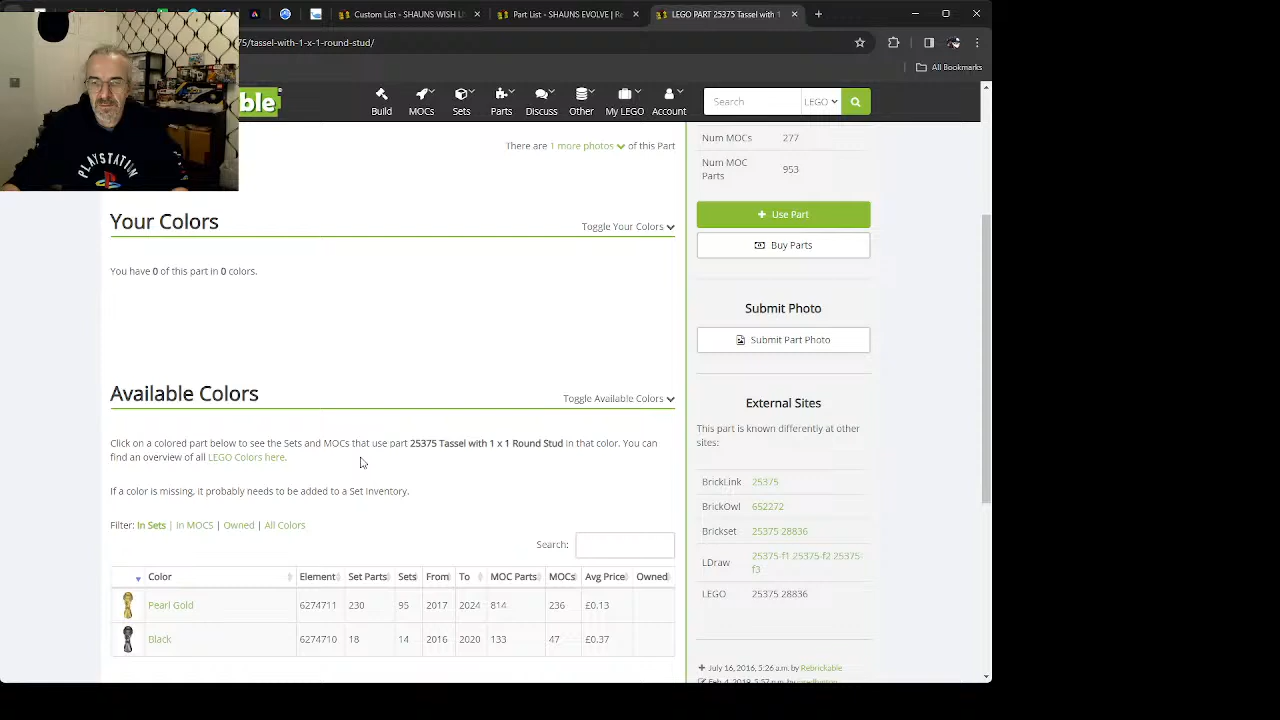 Custom List - SHAUNS WISH L
Part List - SHAUNS EVOLVE | Re
LEGO PART 25375 Tassel with 1
75/tassel-with-1-x-1-round-stud/
All Bookmarks
ble
Build
MOCs
Sets
Parts
Discuss
Other
My LEGO
Account
Search
LEGO
PLAYSTATION
There are 1 more photos of this Part
Your Colors
Toggle Your Colors
You have 0 of this part in 0 colors.
Available Colors
Toggle Available Colors
Click on a colored part below to see the Sets and MOCs that use part 25375 Tassel with 1 x 1 Round Stud in that color. You can
find an overview of all LEGO Colors here.
If a color is missing, it probably needs to be added to a Set Inventory.
Filter: In Sets | In MOCS | Owned | All Colors
Search:
Color Element Set Parts Sets From To MOC Parts MOCs Avg Price Owned
Pearl Gold 6274711 230 95 2017 2024 814 236 £0.13
Black 6274710 18 14 2016 2020 133 47 £0.37
Num MOCs 277
Num MOC
Parts 953
Use Part
Buy Parts
Submit Photo
Submit Part Photo
External Sites
This part is known differently at other
sites:
BrickLink 25375
BrickOwl 652272
Brickset 25375 28836
LDraw 25375-f1 25375-f2 25375-
f3
LEGO 25375 28836
July 16, 2016, 5:26 a.m. by Rebrickable